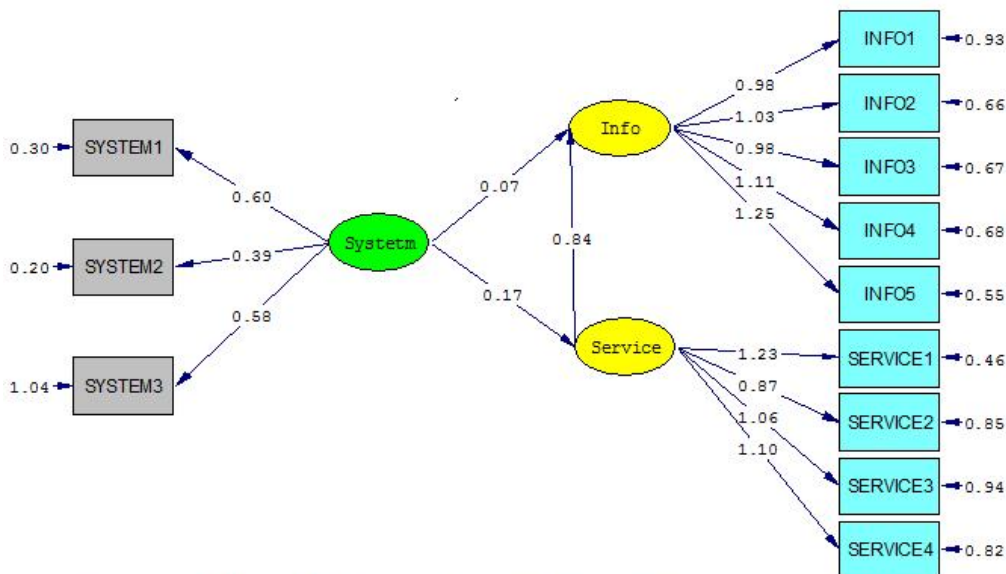 0.30
SYSTEM1
0.60
0.20
SYSTEM2
0.39
1.04
SYSTEM3
0.58
Systetm
0.07
0.17
0.84
Info
0.98
1.03
0.98
1.11
1.25
INFO1
0.93
INFO2
0.66
INFO3
0.67
INFO4
0.68
INFO5
0.55
Service
1.23
0.87
1.06
1.10
SERVICE1
0.46
SERVICE2
0.85
SERVICE3
0.94
SERVICE4
0.82